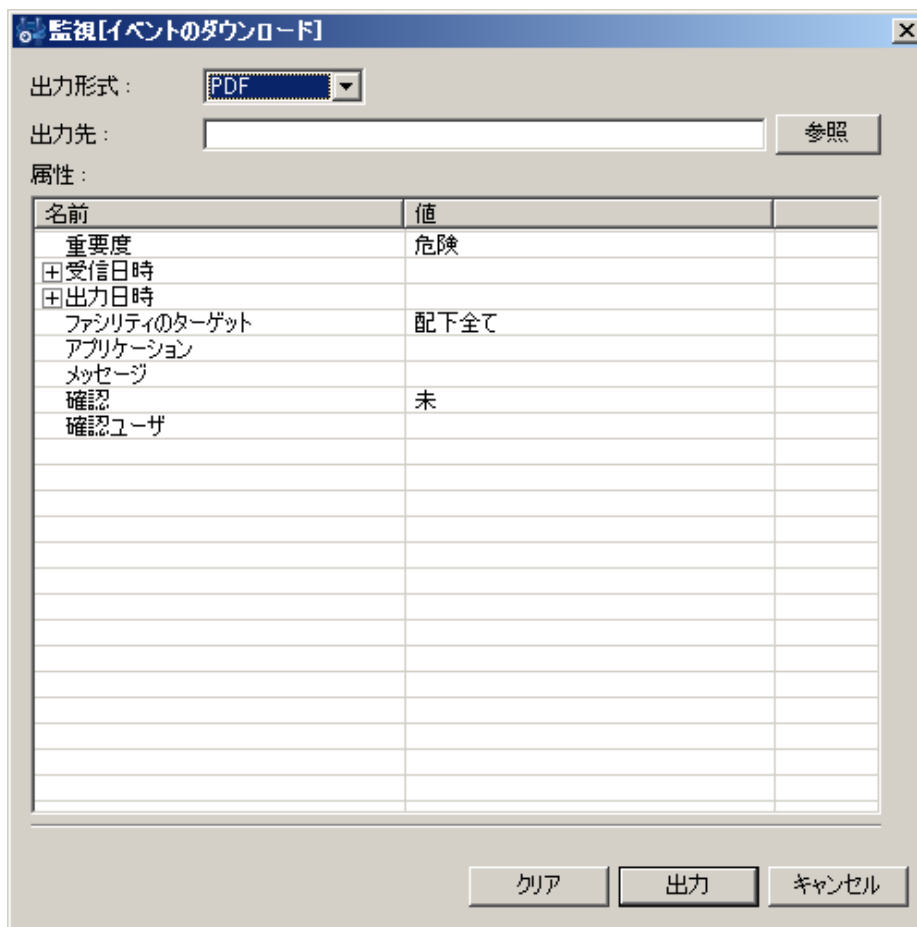 監視[イベントのダウンロード]
出力形式： PDF
出力先： 参照
属性：
名前 値
重要度 危険
受信日時
出力日時
ファシリティのターゲット 配下全て
アプリケーション
メッセージ
確認 未
確認ユーザ
クリア 出力 キャンセル